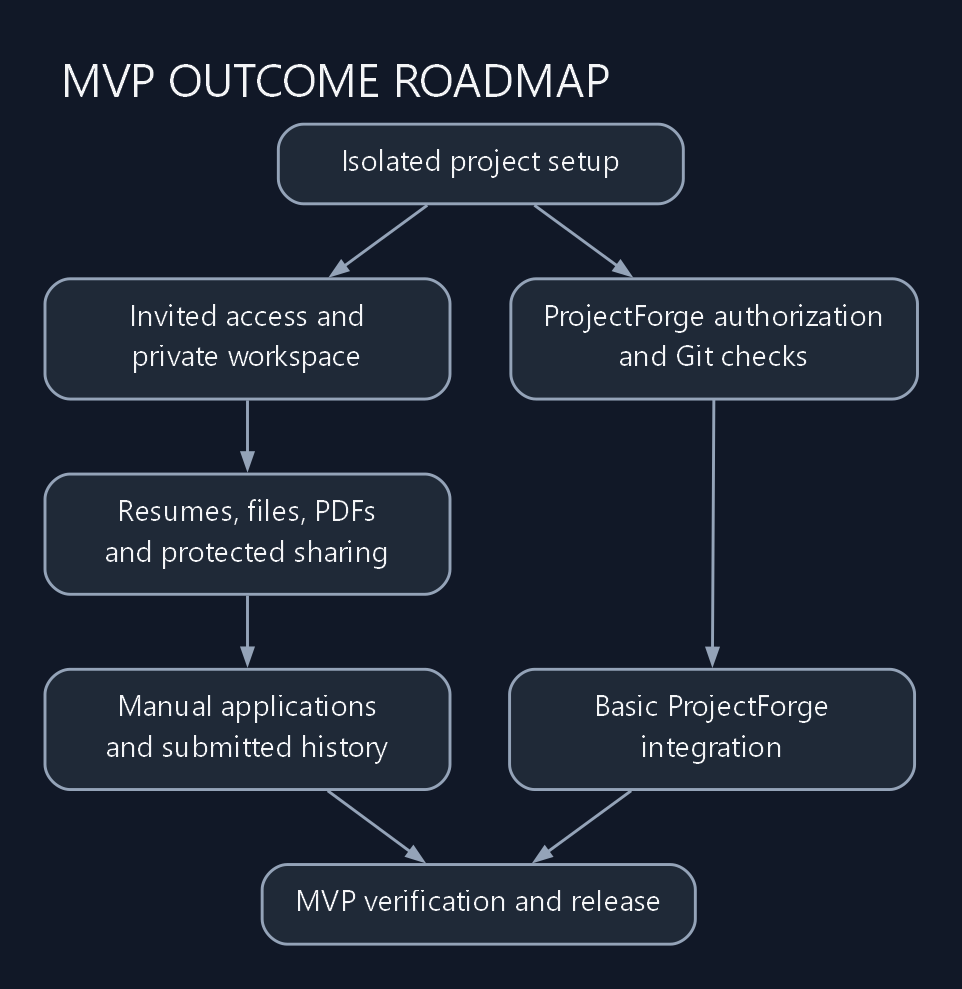 MVP OUTCOME ROADMAP
Isolated project setup
Invited access and
private workspace
ProjectForge authorization
and Git checks
Resumes, files, PDFs
and protected sharing
Manual applications
and submitted history
Basic ProjectForge
integration
MVP verification and release